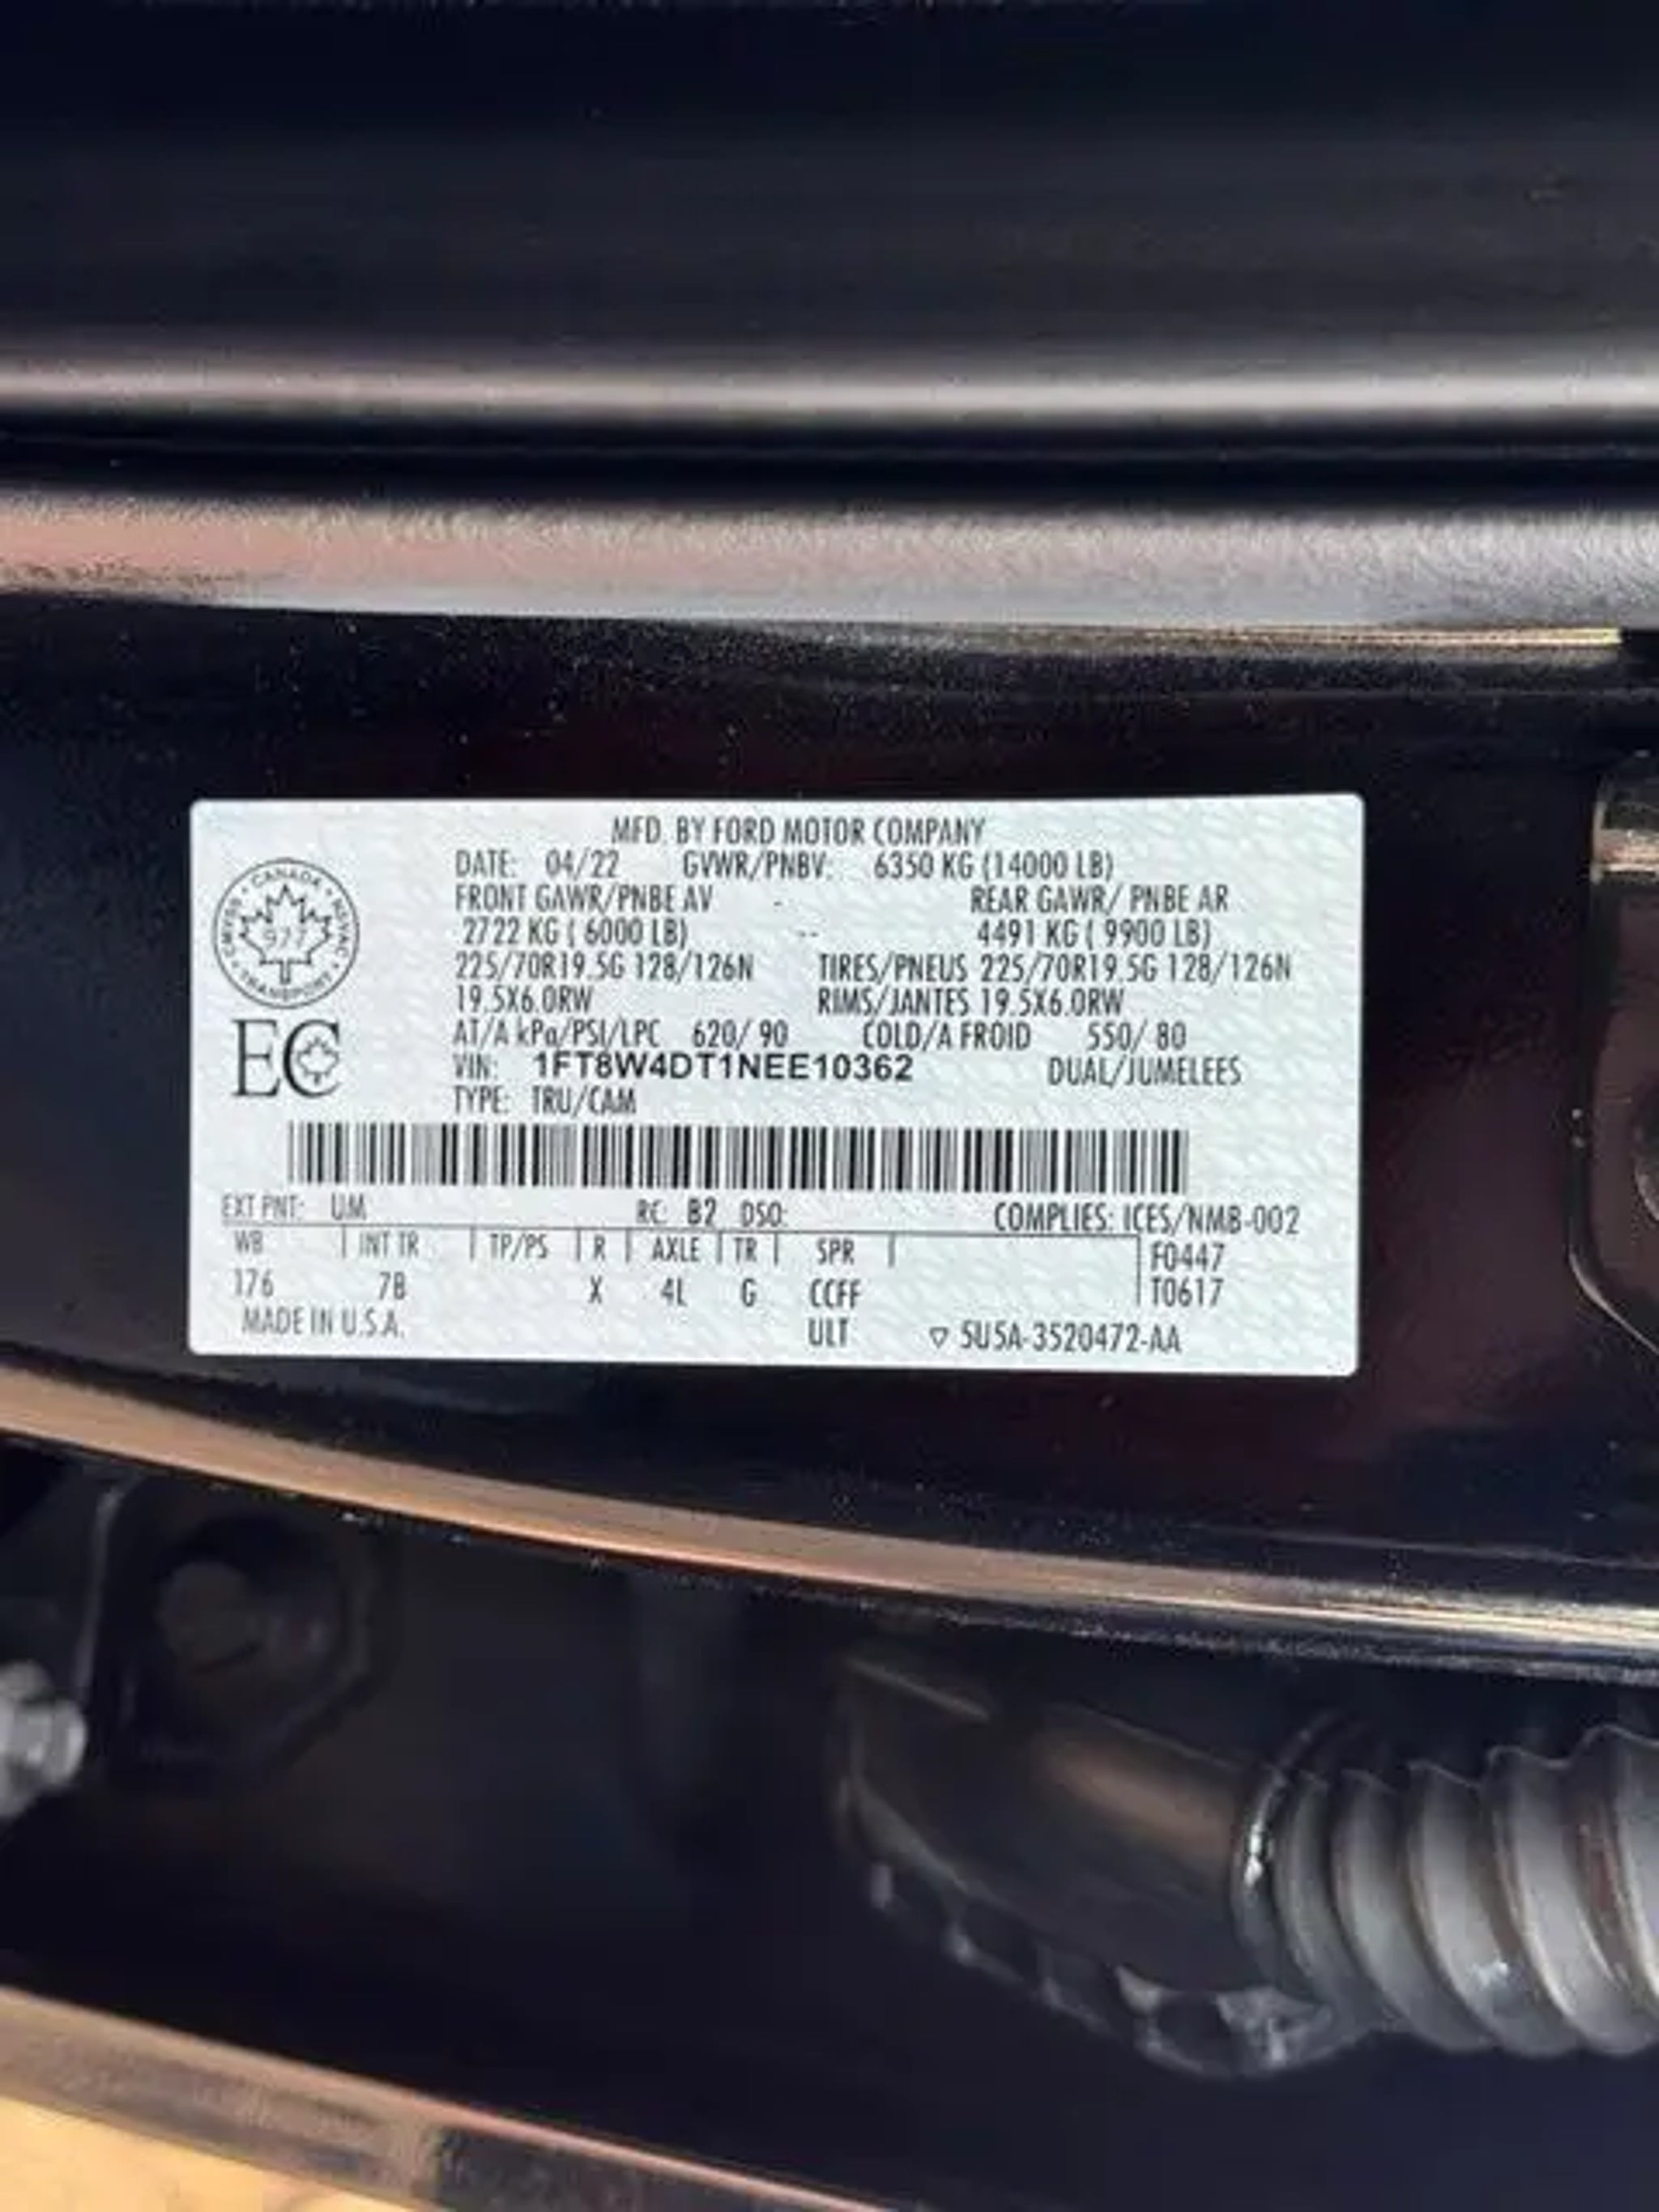 MFD. BY FORD MOTOR COMPANY
DATE: 04/22 GVWR/PNBV: 6350 KG (14000 LB)
FRONT GAWR/PNBE AV REAR GAWR/ PNBE AR
2722 KG ( 6000 LB) 4491 KG ( 9900 LB)
225/70R19.5G 128/126N TIRES/PNEUS 225/70R19.5G 128/126N
19.5X6.0RW RIMS/JANTES 19.5X6.0RW
AT/A kPa/PSI/LPC 620/ 90 COLD/A FROID 550/ 80
VIN: 1FT8W4DT1NEE10362 DUAL/JUMELEES
TYPE: TRU/CAM
CANADA
977
TRANSPORT
EC
EXT PNT: UM RC: B2 DSO: COMPLIES: ICES/NMB-002
WB INT TR TP/PS R AXLE TR SPR F0447
176 7B X 4L G CCFF T0617
MADE IN U.S.A. ULT ▽ 5U5A-3520472-AA